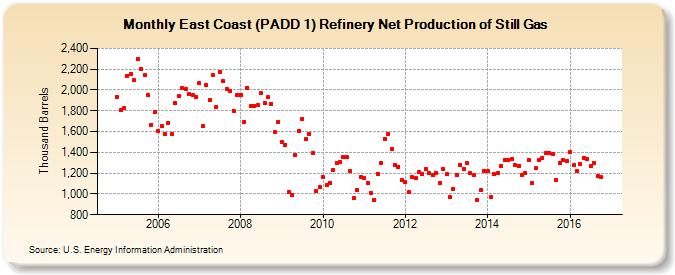 Monthly East Coast (PADD 1) Refinery Net Production of Still Gas
Thousand Barrels
2,400
2,200
2,000
1,800
1,600
1,400
1,200
1,000
800
2006 2008 2010 2012 2014 2016
Source: U.S. Energy Information Administration